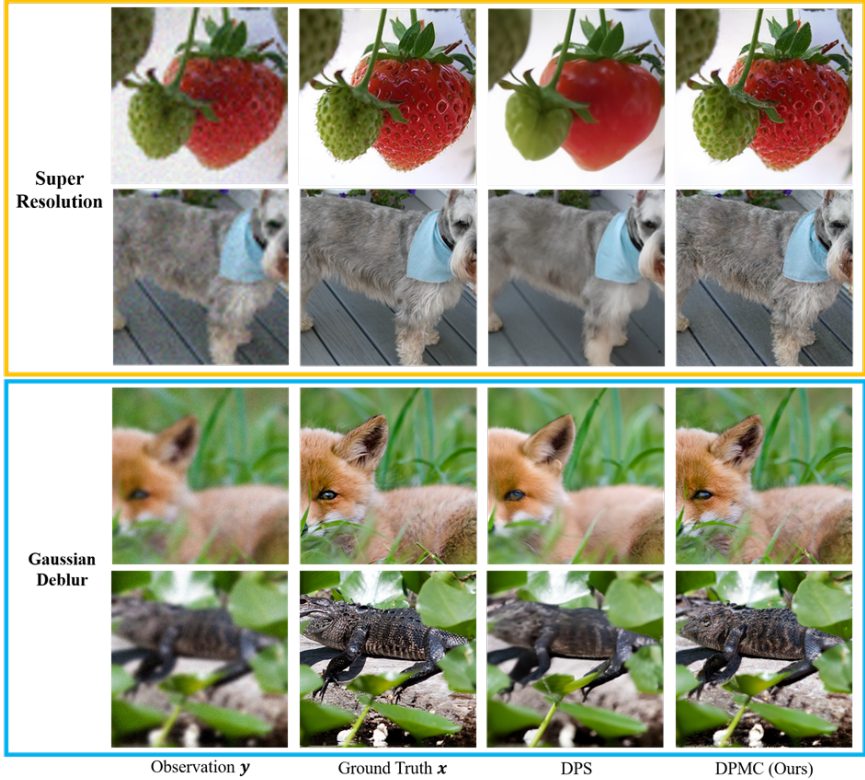 Super
Resolution
Gaussian
Deblur
Observation y
Ground Truth x
DPS
DPMC (Ours)